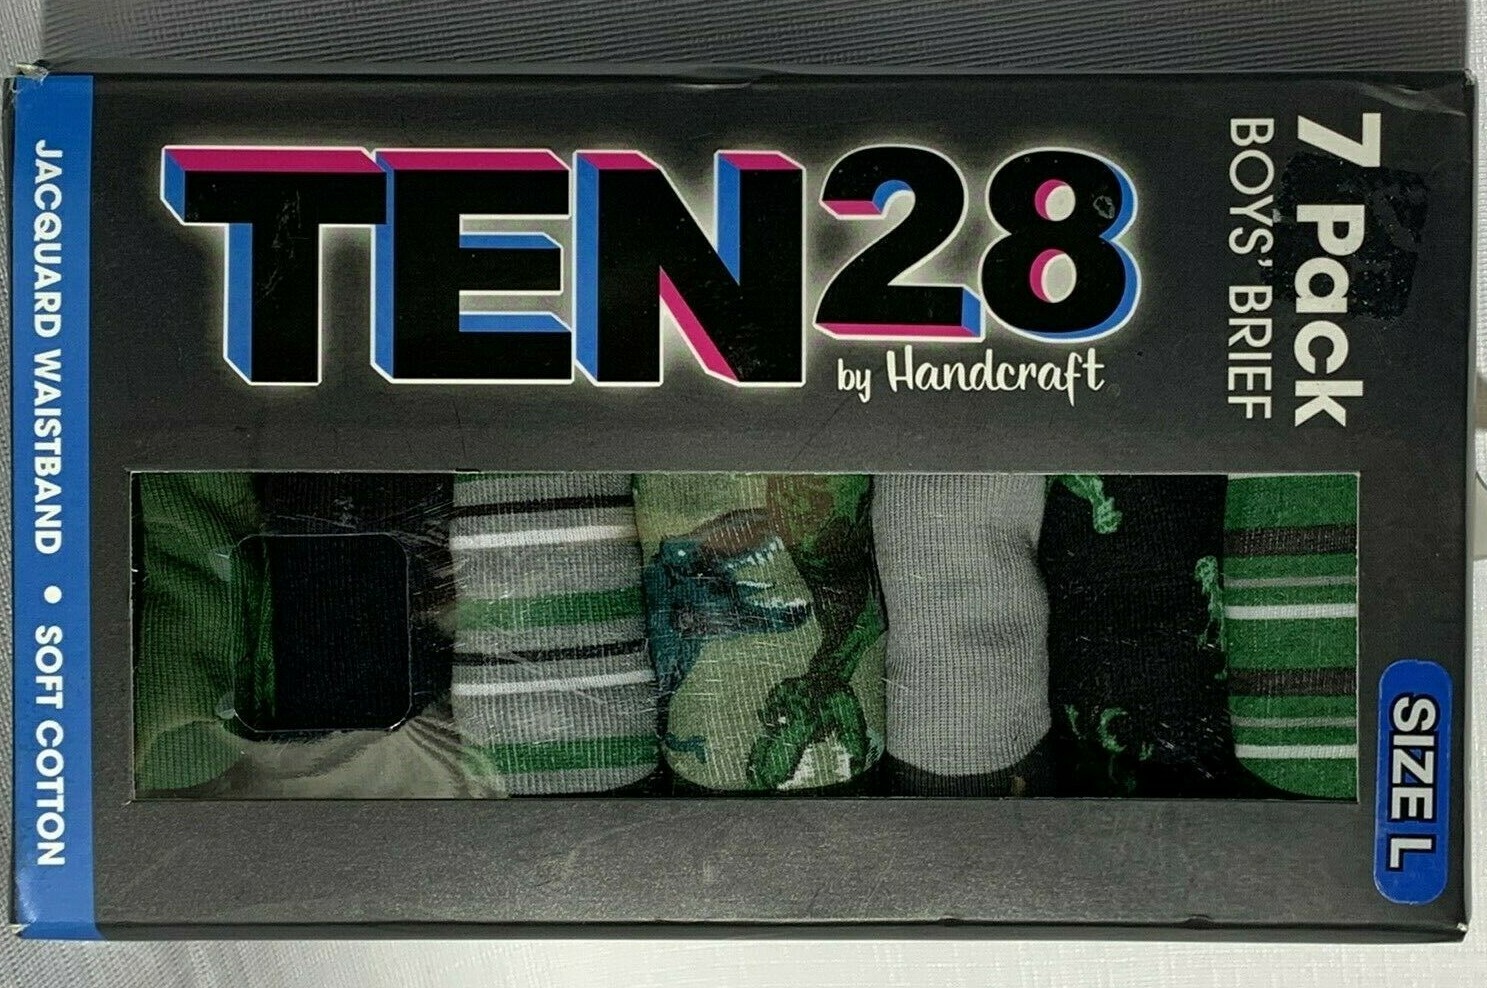 TEN28
by Handcraft
7 Pack
BOYS' BRIEF
SIZE L
JACQUARD WAISTBAND • SOFT COTTON